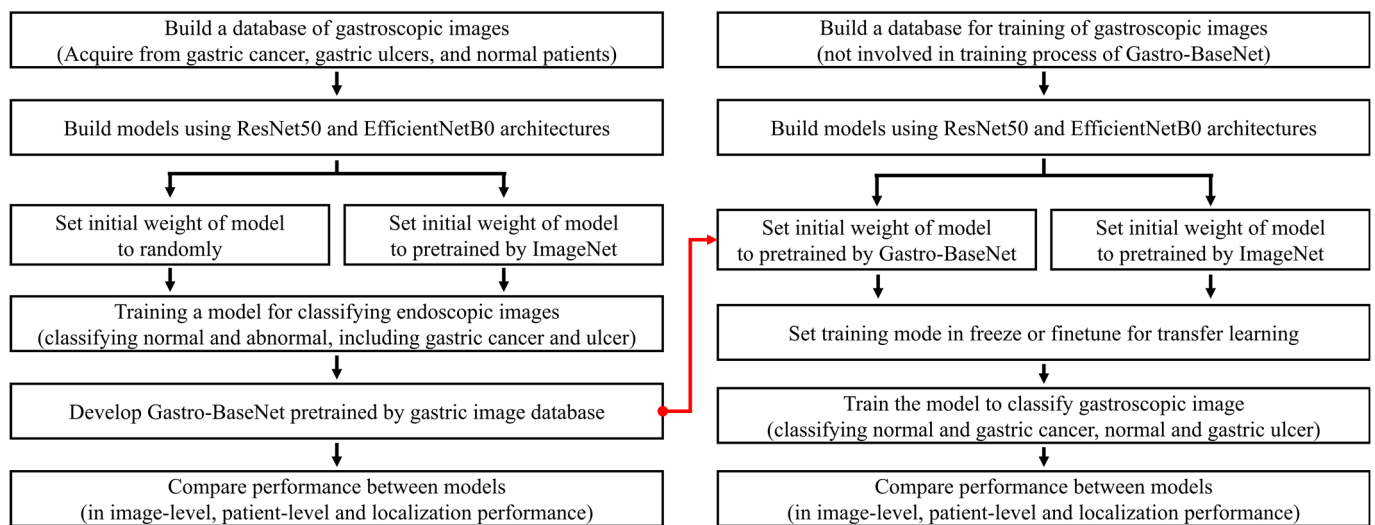 Build a database of gastroscopic images
(Acquire from gastric cancer, gastric ulcers, and normal patients)
Build models using ResNet50 and EfficientNetB0 architectures
Set initial weight of model
to randomly
Set initial weight of model
to pretrained by ImageNet
Training a model for classifying endoscopic images
(classifying normal and abnormal, including gastric cancer and ulcer)
Develop Gastro-BaseNet pretrained by gastric image database
Compare performance between models
(in image-level, patient-level and localization performance)
Build a database for training of gastroscopic images
(not involved in training process of Gastro-BaseNet)
Build models using ResNet50 and EfficientNetB0 architectures
Set initial weight of model
to pretrained by Gastro-BaseNet
Set initial weight of model
to pretrained by ImageNet
Set training mode in freeze or finetune for transfer learning
Train the model to classify gastroscopic image
(classifying normal and gastric cancer, normal and gastric ulcer)
Compare performance between models
(in image-level, patient-level and localization performance)